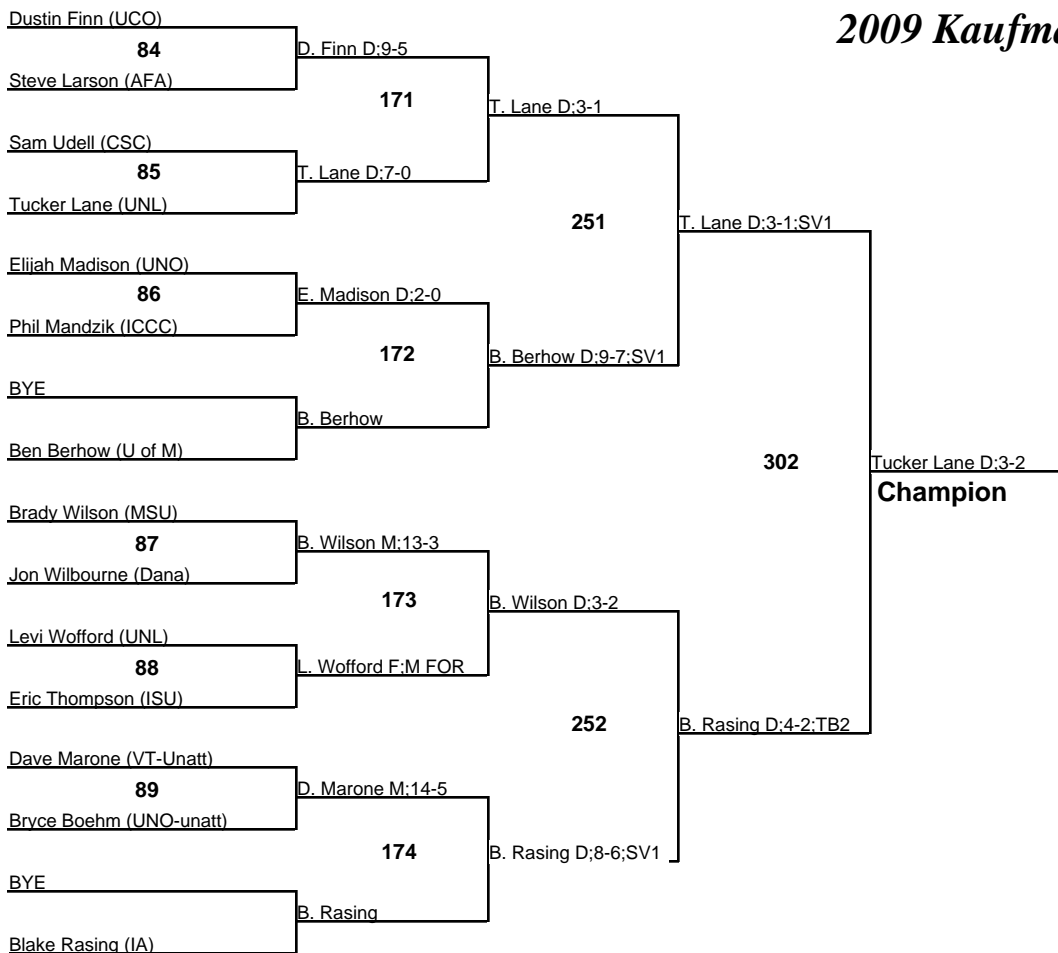 2009 Kaufma
Dustin Finn (UCO)
84
Steve Larson (AFA)
D. Finn D;9-5
171
Sam Udell (CSC)
85
Tucker Lane (UNL)
T. Lane D;7-0
T. Lane D;3-1
251
Elijah Madison (UNO)
86
Phil Mandzik (ICCC)
E. Madison D;2-0
172
BYE
Ben Berhow (U of M)
B. Berhow
B. Berhow D;9-7;SV1
T. Lane D;3-1;SV1
302
Brady Wilson (MSU)
87
Jon Wilbourne (Dana)
B. Wilson M;13-3
173
Levi Wofford (UNL)
88
Eric Thompson (ISU)
L. Wofford F;M FOR
B. Wilson D;3-2
252
Dave Marone (VT-Unatt)
89
Bryce Boehm (UNO-unatt)
D. Marone M;14-5
174
BYE
Blake Rasing (IA)
B. Rasing
B. Rasing D;8-6;SV1
B. Rasing D;4-2;TB2
Tucker Lane D;3-2
Champion